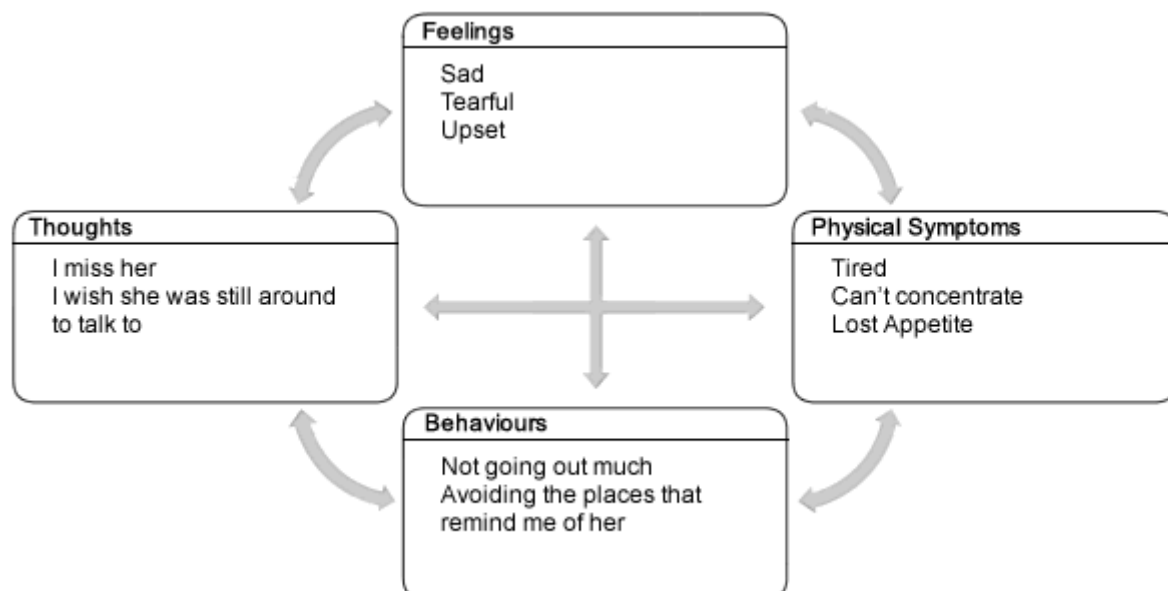 Feelings
Sad
Tearful
Upset
Thoughts
I miss her
I wish she was still around
to talk to
Physical Symptoms
Tired
Can't concentrate
Lost Appetite
Behaviours
Not going out much
Avoiding the places that
remind me of her